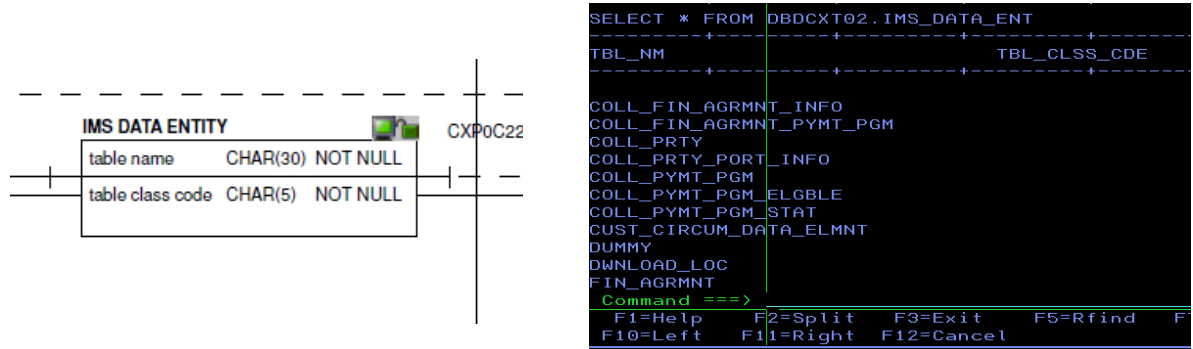 IMS DATA ENTITY
CXP0C22
table name CHAR(30) NOT NULL
table class code CHAR(5) NOT NULL
SELECT * FROM DBDCXT02.IMS_DATA_ENT
---------+---------+---------+---------+-------
TBL_NM TBL_CLSS_CDE
---------+---------+---------+---------+-------
COLL_FIN_AGRMNT_INFO
COLL_FIN_AGRMNT_PYMT_PGM
COLL_PRTY
COLL_PRTY_PORT_INFO
COLL_PYMT_PGM
COLL_PYMT_PGM_ELGBLE
COLL_PYMT_PGM_STAT
CUST_CIRCUM_DATA_ELMNT
DUMMY
DWNLOAD_LOC
FIN_AGRMNT
Command ===>
F1=Help F2=Split F3=Exit F5=Rfind
F10=Left F11=Right F12=Cancel